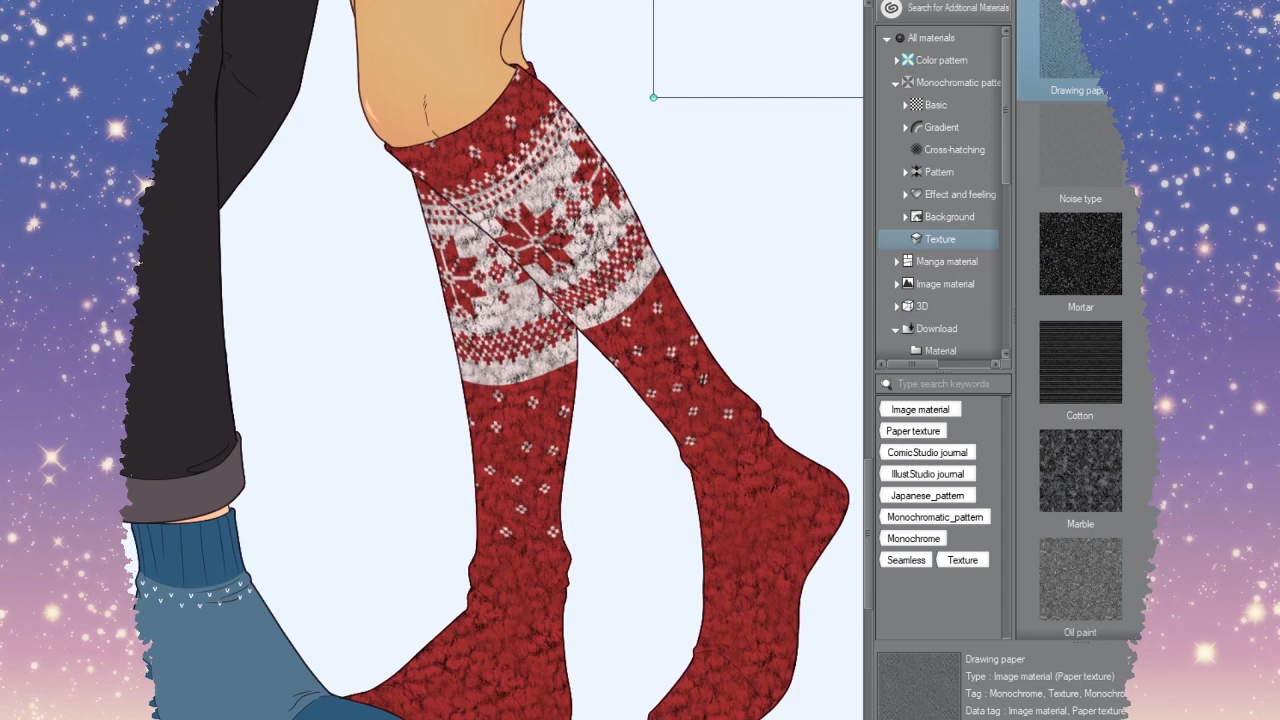 Search for Additional Materials
All materials
Color pattern
Monochromatic patte
Basic
Gradient
Cross-hatching
Pattern
Effect and feeling
Background
Texture
Manga material
Image material
3D
Download
Material
Type search keywords
Image material
Paper texture
ComicStudio journal
IllustStudio journal
Japanese_pattern
Monochromatic_pattern
Monochrome
Seamless Texture
Drawing pap
Noise type
Mortar
Cotton
Marble
Oil paint
Drawing paper
Type : Image material (Paper texture)
Tag : Monochrome, Texture, Monochro
Data tag : Image material, Paper texture